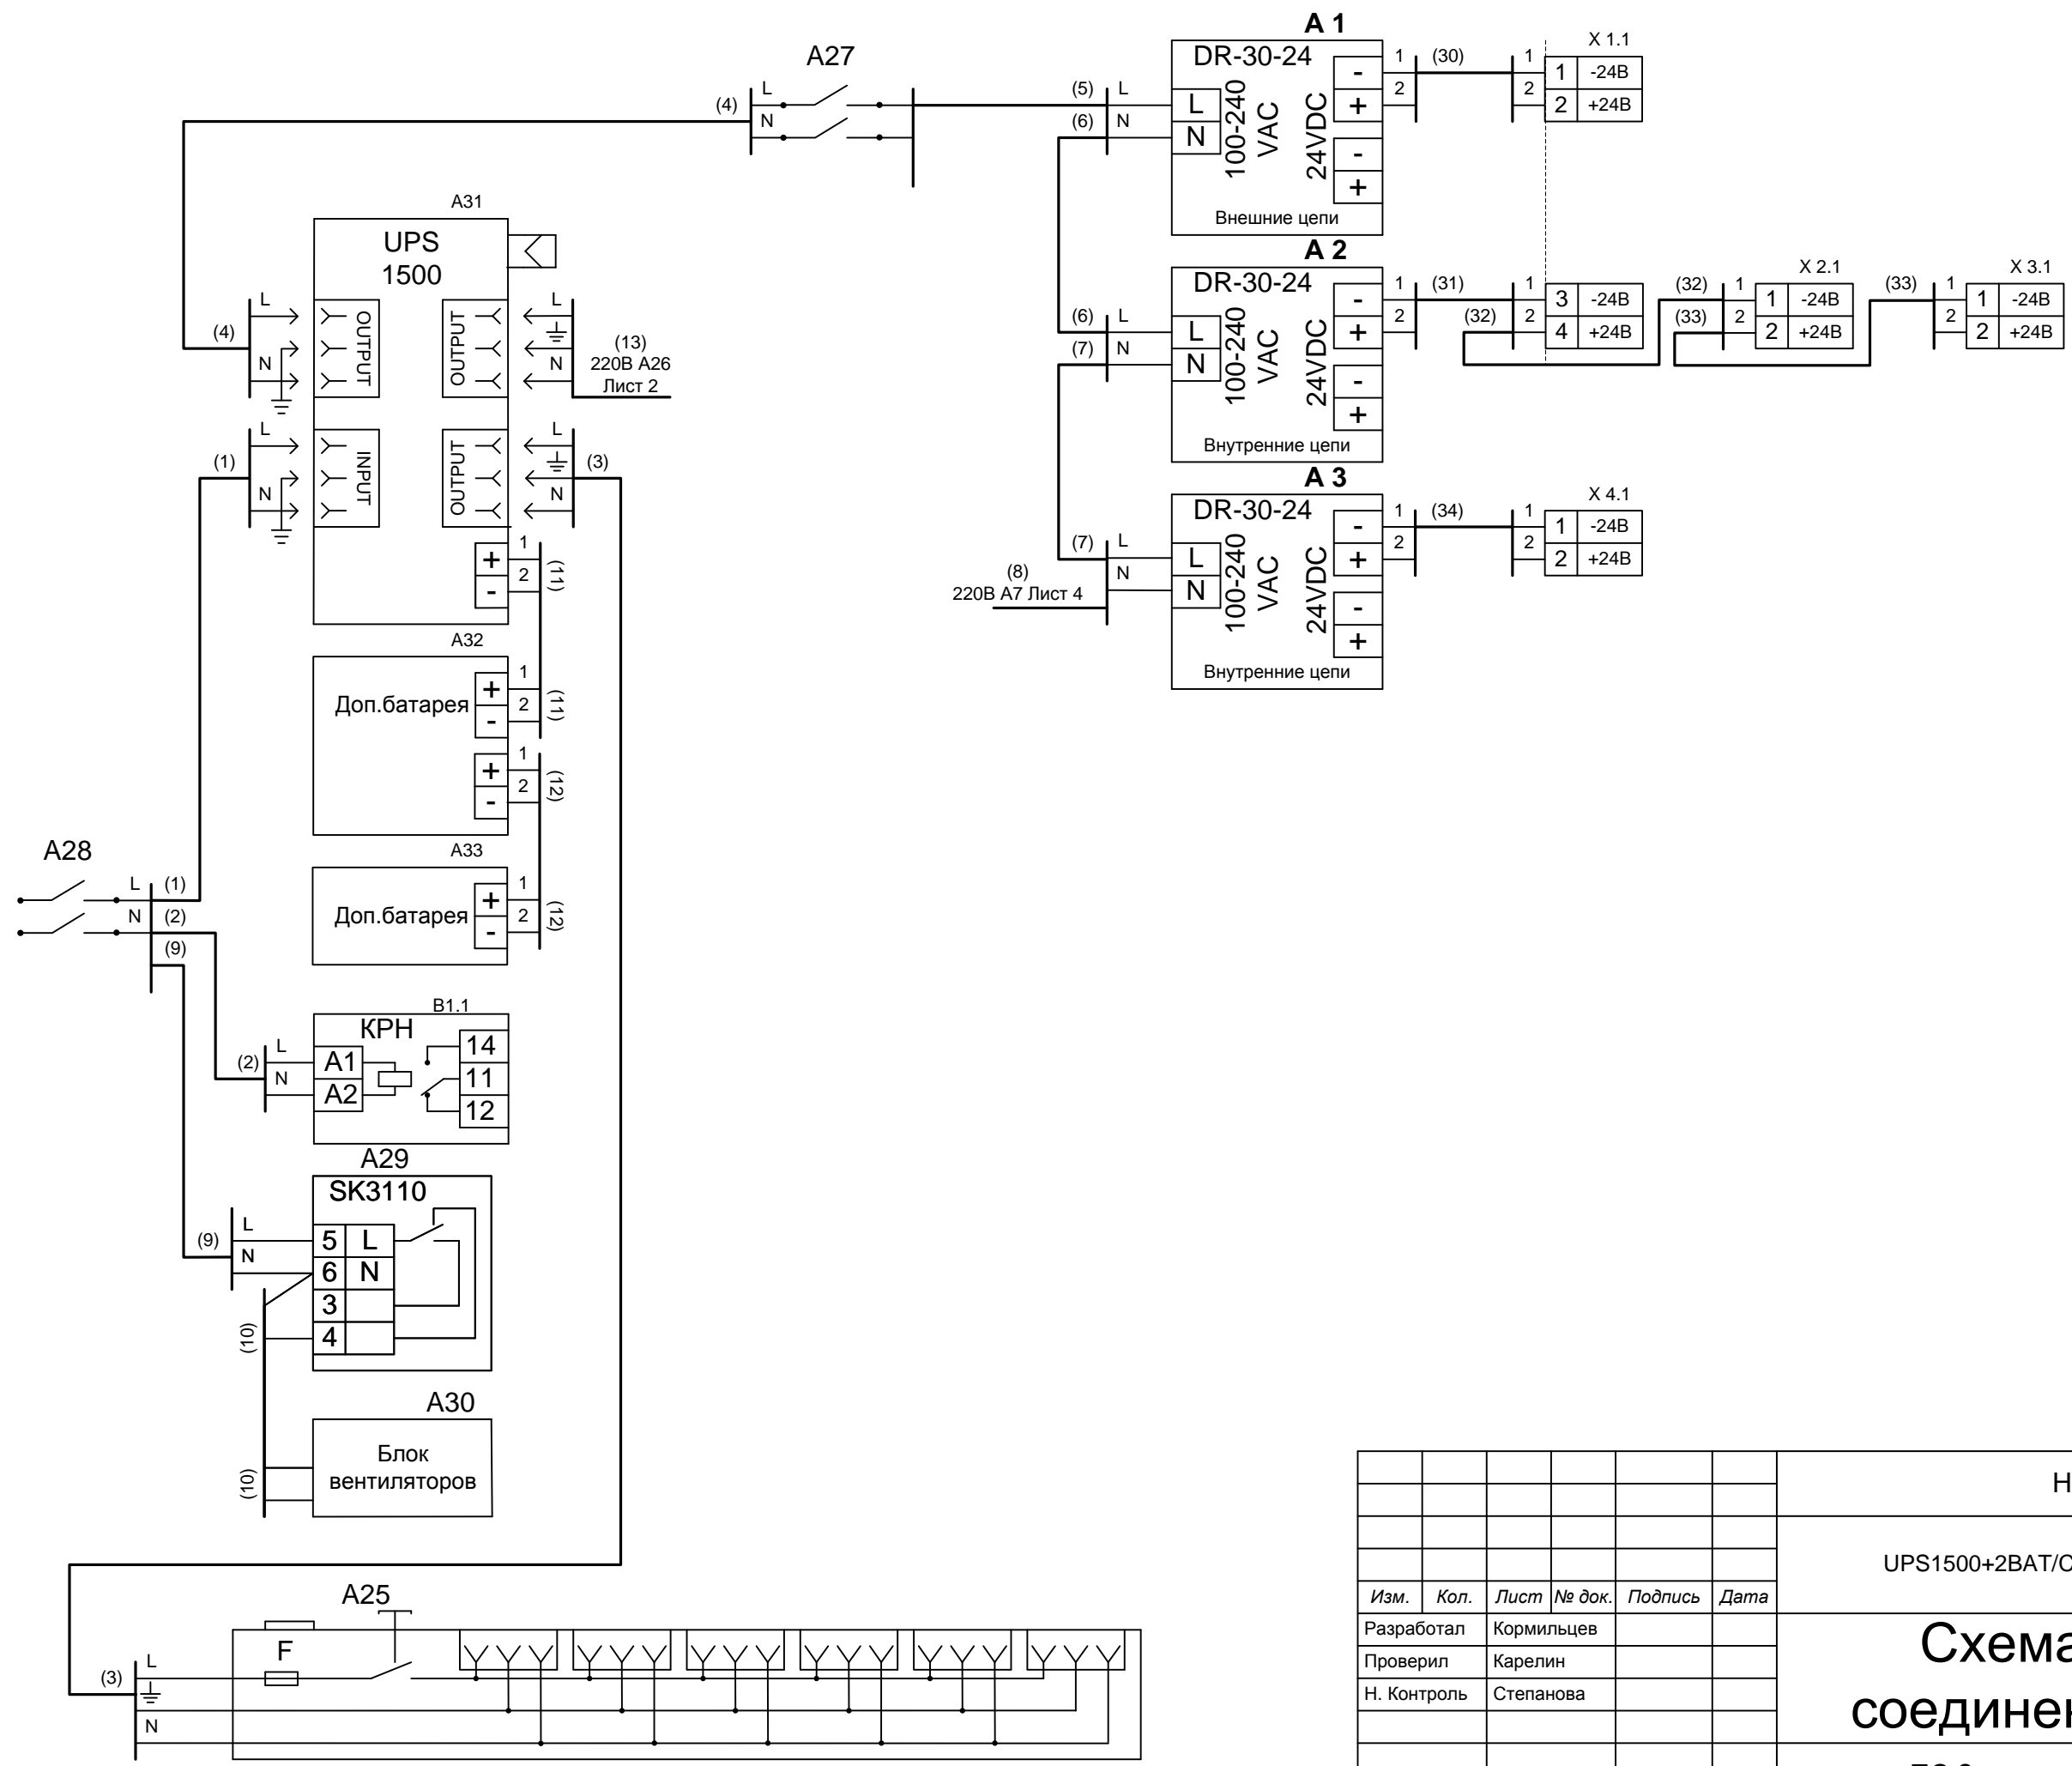 A27
(4)
L
N
A 1
DR-30-24
(5) L
(6) N
L
N
100-240
VAC
24VDC
-
+
-
+
Внешние цепи
1
2
(30)
1
2
X 1.1
1 -24В
2 +24В
A 2
DR-30-24
(6) L
(7) N
L
N
100-240
VAC
24VDC
-
+
-
+
Внутренние цепи
1
2
(31)
(32)
1
2
3 -24В
4 +24В
(32)
(33)
1
2
X 2.1
1 -24В
2 +24В
(33)
1
2
X 3.1
1 -24В
2 +24В
A 3
DR-30-24
(7) L
N
(8)
220В А7 Лист 4
L
N
100-240
VAC
24VDC
-
+
-
+
Внутренние цепи
1
2
(34)
1
2
X 4.1
1 -24В
2 +24В
A31
UPS
1500
(4)
L
N
OUTPUT
OUTPUT
L
N
(13)
220В А26
Лист 2
(1)
L
N
INPUT
OUTPUT
L
N
(3)
+ 1
- 2
(11)
A32
Доп.батарея
+ 1
- 2
(11)
+ 1
- 2
(12)
A33
Доп.батарея
+ 1
- 2
(12)
A28
L (1)
N (2)
(9)
B1.1
КРН
(2)
L
N
A1
A2
14
11
12
A29
SK3110
(9)
L
N
5 L
6 N
3
4
(10)
A30
Блок
вентиляторов
(10)
A25
F
(3)
L
N
Н
UPS1500+2BAT/
Изм. Кол. Лист № док. Подпись Дата
Разработал Кормильцев
Проверил Карелин
Н. Контроль Степанова
Схема
соедине